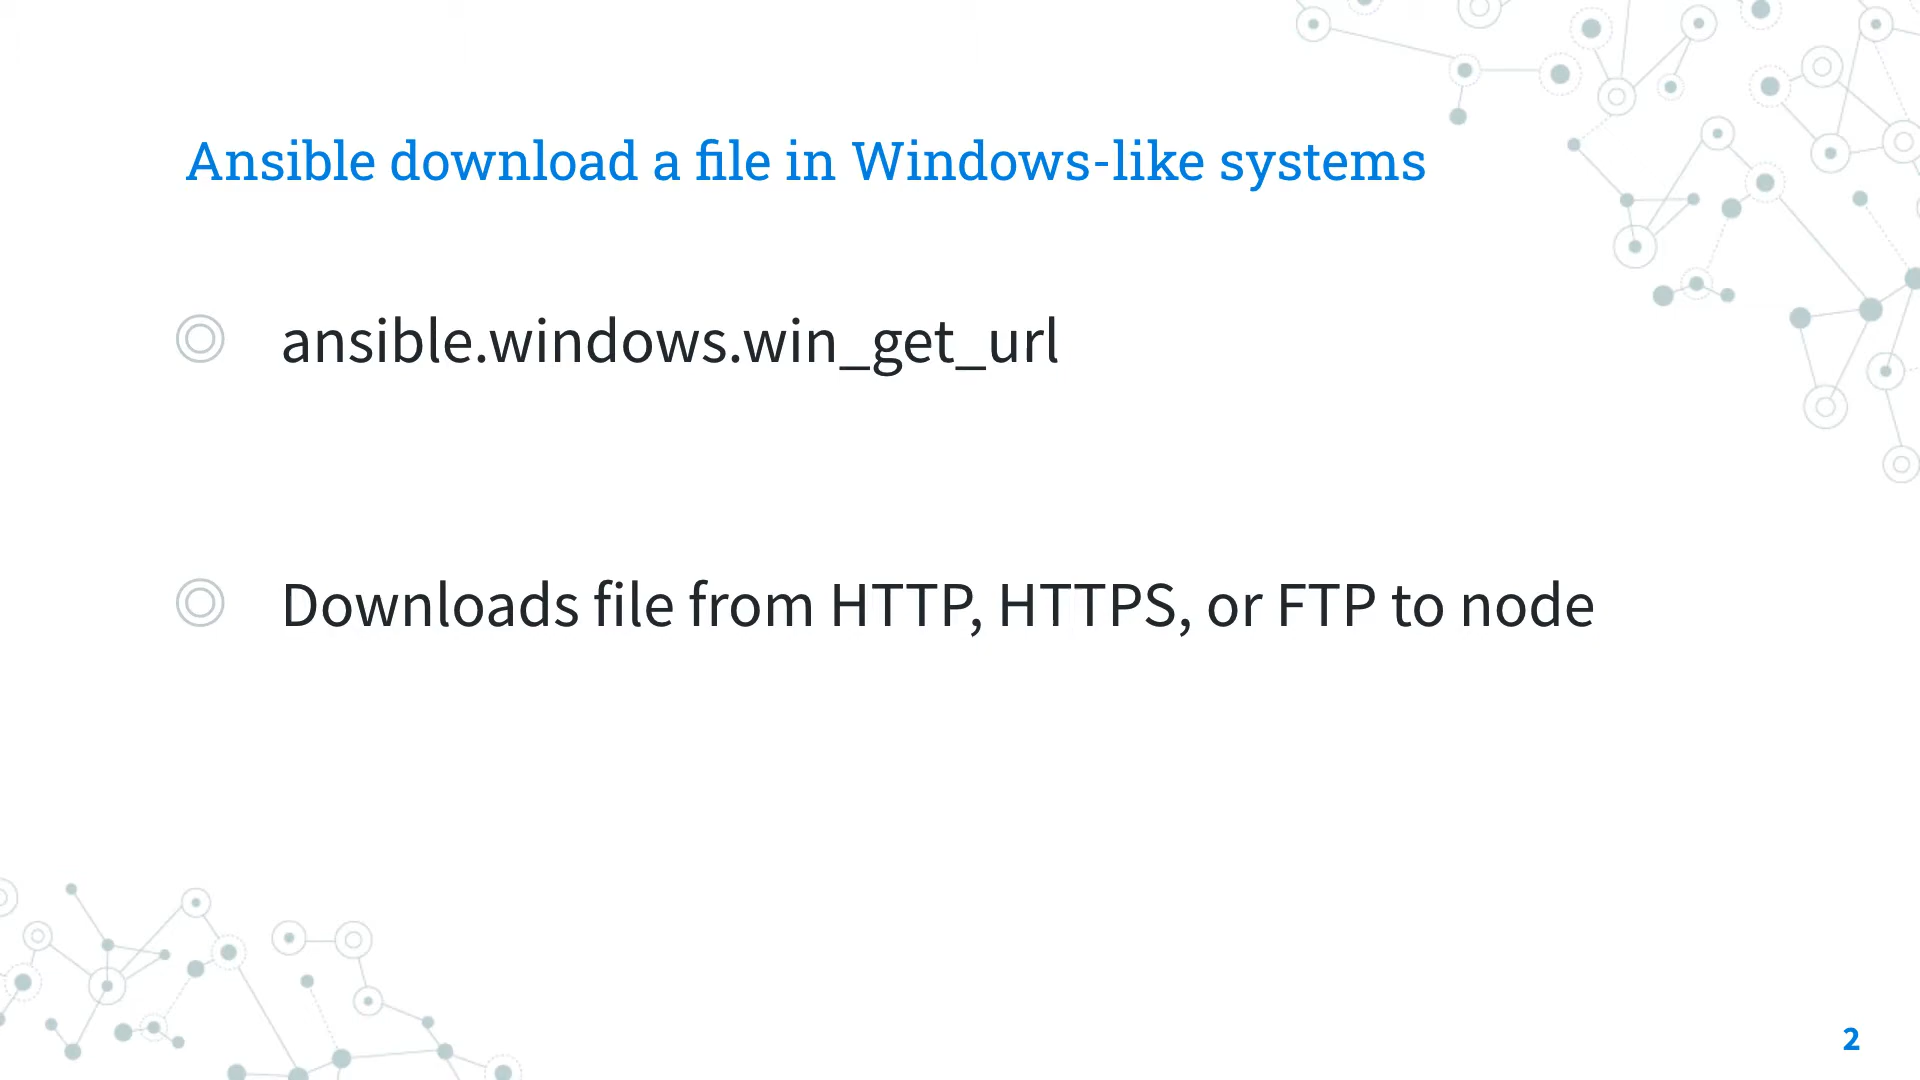 Ansible download a file in Windows-like systems
ansible.windows.win_get_url
Downloads file from HTTP, HTTPS, or FTP to node
2